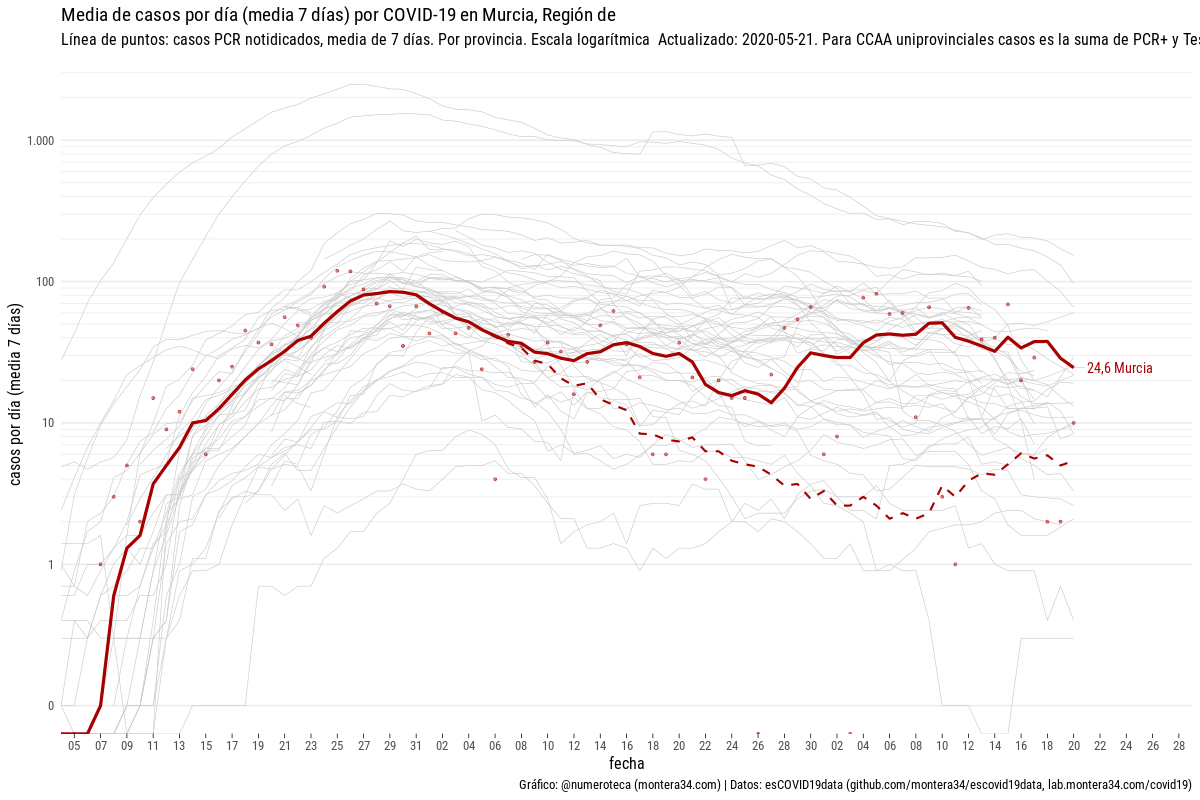 Media de casos por día (media 7 días) por COVID-19 en Murcia, Región de
Línea de puntos: casos PCR notidicados, media de 7 días. Por provincia. Escala logarítmica  Actualizado: 2020-05-21. Para CCAA uniprovinciales casos es la suma de PCR+ y Tes
casos por día (media 7 días)
1.000
100
10
1
0
24,6 Murcia
05 07 09 11 13 15 17 19 21 23 25 27 29 31 02 04 06 08 10 12 14 16 18 20 22 24 26 28 30 02 04 06 08 10 12 14 16 18 20 22 24 26 28
fecha
Gráfico: @numeroteca (montera34.com) | Datos: esCOVID19data (github.com/montera34/escovid19data, lab.montera34.com/covid19)